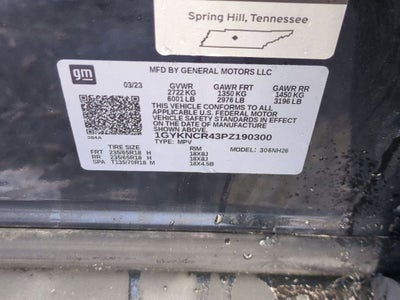 Spring Hill, Tennessee
gm
MFD BY GENERAL MOTORS LLC
03/23 GVWR GAWR FRT GAWR RR
2722 KG 1350 KG 1450 KG
6001 LB 2976 LB 3196 LB
THIS VEHICLE CONFORMS TO ALL
APPLICABLE U.S. FEDERAL MOTOR
VEHICLE SAFETY STANDARDS IN
EFFECT ON THE DATE OF
MANUFACTURE SHOWN ABOVE.
1GYKNCR43PZ190300
TYPE: MPV MODEL: 306NH26
TIRE SIZE RIM
FRT 235/65R18 H 18X8J
RR 235/65R18 H 18X8J
SPA T135/70R18 M 18X4.5B